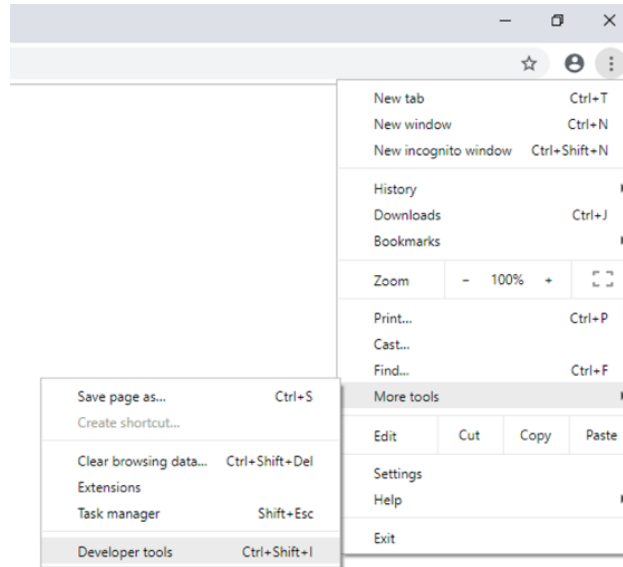 New tab Ctrl+T
New window Ctrl+N
New incognito window Ctrl+Shift+N
History
Downloads Ctrl+J
Bookmarks
Zoom - 100% +
Print... Ctrl+P
Cast...
Find... Ctrl+F
More tools
Edit Cut Copy Paste
Settings
Help
Exit
Save page as... Ctrl+S
Create shortcut...
Clear browsing data... Ctrl+Shift+Del
Extensions
Task manager Shift+Esc
Developer tools Ctrl+Shift+I